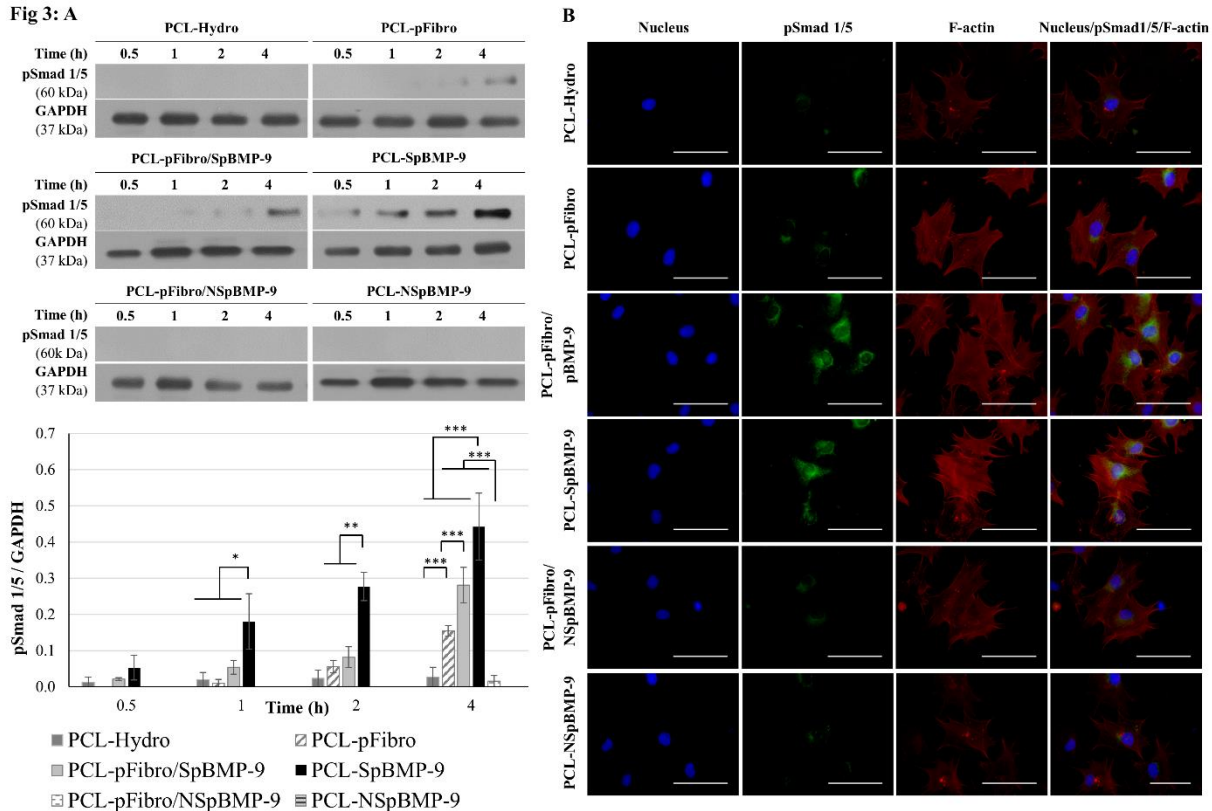 Fig 3: A
PCL-Hydro PCL-pFibro
Time (h) 0.5 1 2 4 0.5 1 2 4
pSmad 1/5
(60 kDa)
GAPDH
(37 kDa)
PCL-pFibro/SpBMP-9 PCL-SpBMP-9
Time (h) 0.5 1 2 4 0.5 1 2 4
pSmad 1/5
(60 kDa)
GAPDH
(37 kDa)
PCL-pFibro/NSpBMP-9 PCL-NSpBMP-9
Time (h) 0.5 1 2 4 0.5 1 2 4
pSmad 1/5
(60k Da)
GAPDH
(37 kDa)
pSmad 1/5 / GAPDH
0.7
0.6
0.5
0.4
0.3
0.2
0.1
0.0
*
**
***
***
***
***
0.5 1 2 4
Time (h)
PCL-Hydro PCL-pFibro
PCL-pFibro/SpBMP-9 PCL-SpBMP-9
PCL-pFibro/NSpBMP-9 PCL-NSpBMP-9
B
Nucleus pSmad 1/5 F-actin Nucleus/pSmad1/5/F-actin
PCL-Hydro
PCL-pFibro
PCL-pFibro/
pBMP-9
PCL-SpBMP-9
PCL-pFibro/
NSpBMP-9
PCL-NSpBMP-9